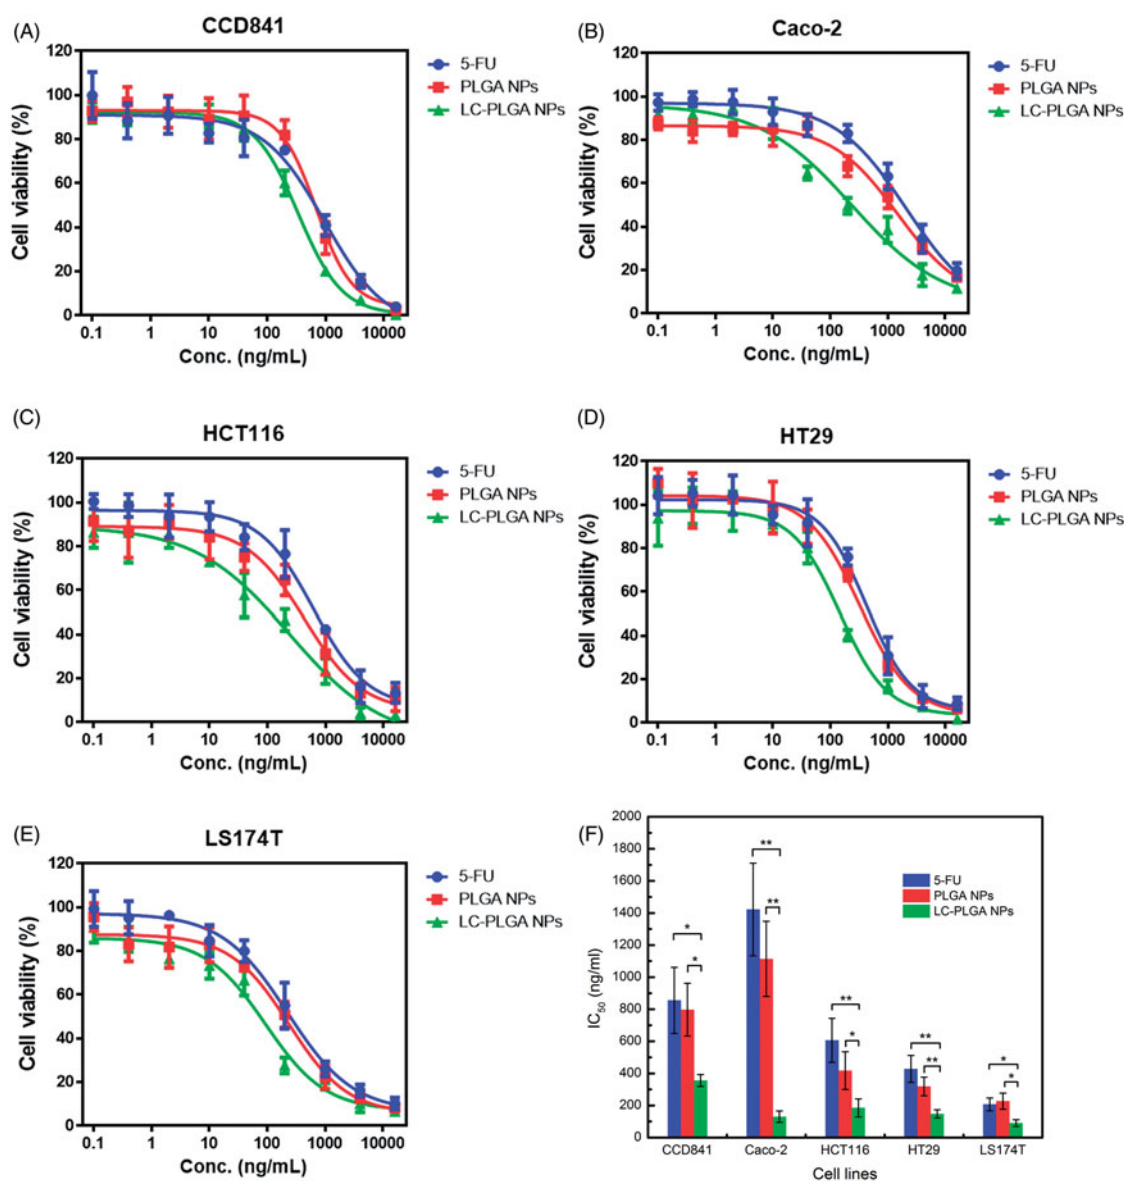 (A)
CCD841
Cell viability (%)
120
100
80
60
40
20
0
0.1 1 10 100 1000 10000
Conc. (ng/mL)
5-FU
PLGA NPs
LC-PLGA NPs
(B)
Caco-2
Cell viability (%)
120
100
80
60
40
20
0
0.1 1 10 100 1000 10000
Conc. (ng/mL)
5-FU
PLGA NPs
LC-PLGA NPs
(C)
HCT116
Cell viability (%)
120
100
80
60
40
20
0
0.1 1 10 100 1000 10000
Conc. (ng/mL)
5-FU
PLGA NPs
LC-PLGA NPs
(D)
HT29
Cell viability (%)
120
100
80
60
40
20
0
0.1 1 10 100 1000 10000
Conc. (ng/mL)
5-FU
PLGA NPs
LC-PLGA NPs
(E)
LS174T
Cell viability (%)
120
100
80
60
40
20
0
0.1 1 10 100 1000 10000
Conc. (ng/mL)
5-FU
PLGA NPs
LC-PLGA NPs
(F)
IC50 (ng/ml)
2000
1800
1600
1400
1200
1000
800
600
400
200
0
5-FU
PLGA NPs
LC-PLGA NPs
* *
** **
** *
** **
* *
CCD841 Caco-2 HCT116 HT29 LS174T
Cell lines